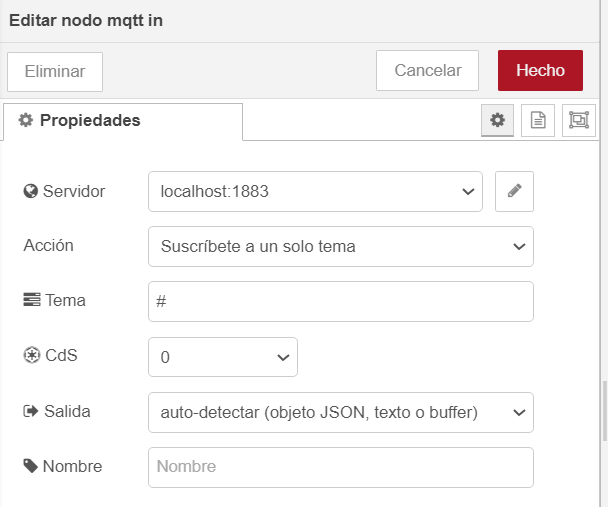 Editar nodo mqtt in
Eliminar
Cancelar
Hecho
Propiedades
Servidor
localhost:1883
Acción
Suscríbete a un solo tema
Tema
#
CdS
0
Salida
auto-detectar (objeto JSON, texto o buffer)
Nombre
Nombre